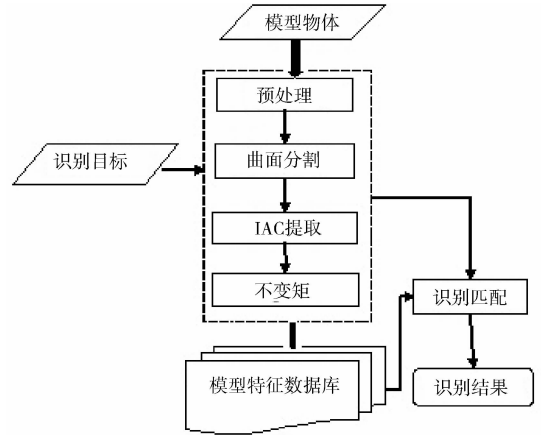 模型物体
预处理
识别目标
曲面分割
IAC提取
不变矩
识别匹配
模型特征数据库
识别结果